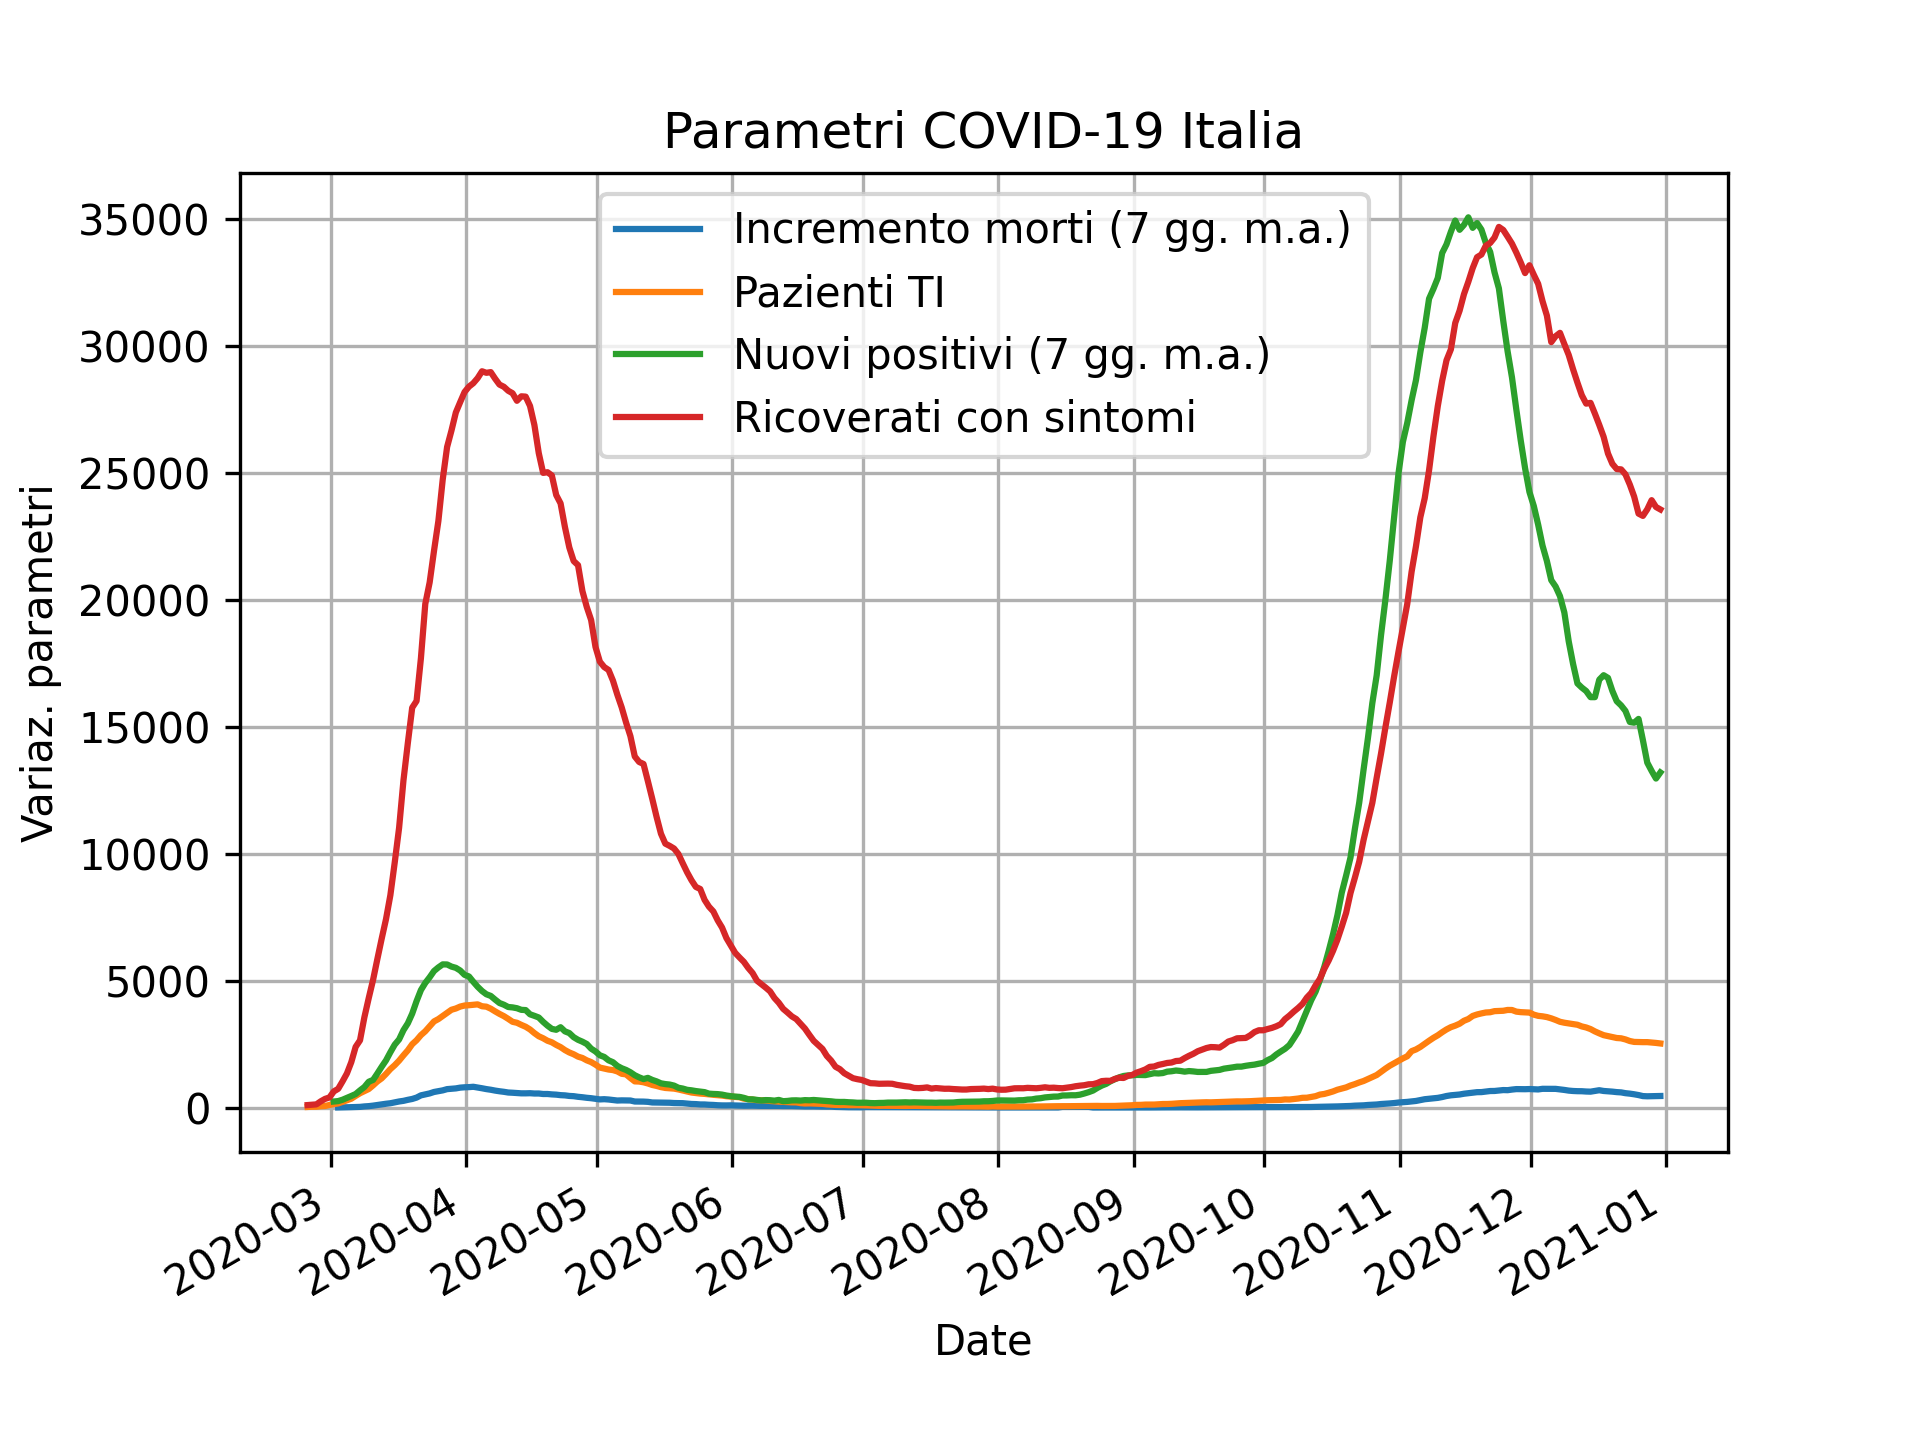 Parametri COVID-19 Italia
Incremento morti (7 gg. m.a.)
Pazienti TI
Nuovi positivi (7 gg. m.a.)
Ricoverati con sintomi
35000
30000
25000
20000
15000
10000
5000
0
Variaz. parametri
2020-03
2020-04
2020-05
2020-06
2020-07
2020-08
2020-09
2020-10
2020-11
2020-12
2021-01
Date